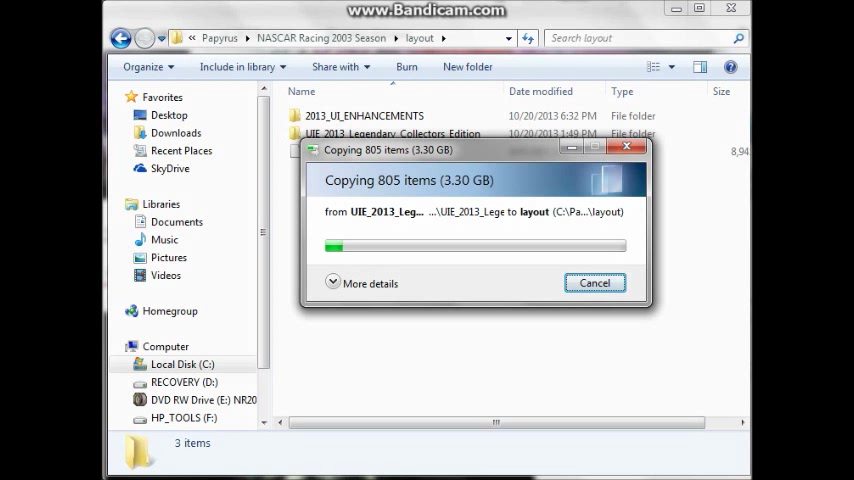 www.Bandicam.com
Papyrus NASCAR Racing 2003 Season layout
Search layout
Organize Include in library Share with Burn New folder
Name Date modified Type Size
Favorites
Desktop
Downloads
Recent Places
SkyDrive
Libraries
Documents
Music
Pictures
Videos
Homegroup
Computer
Local Disk (C:)
RECOVERY (D:)
DVD RW Drive (E:) NR20
HP_TOOLS (F:)
2013_UI_ENHANCEMENTS 10/20/2013 6:32 PM File folder
UIE_2013_Legendary_Collectors_Edition 10/20/2013 1:49 PM File folder
8,94
Copying 805 items (3.30 GB)
Copying 805 items (3.30 GB)
from UIE_2013_Leg... ...\UIE_2013_Lege to layout (C:\Pa...\layout)
More details
Cancel
3 items